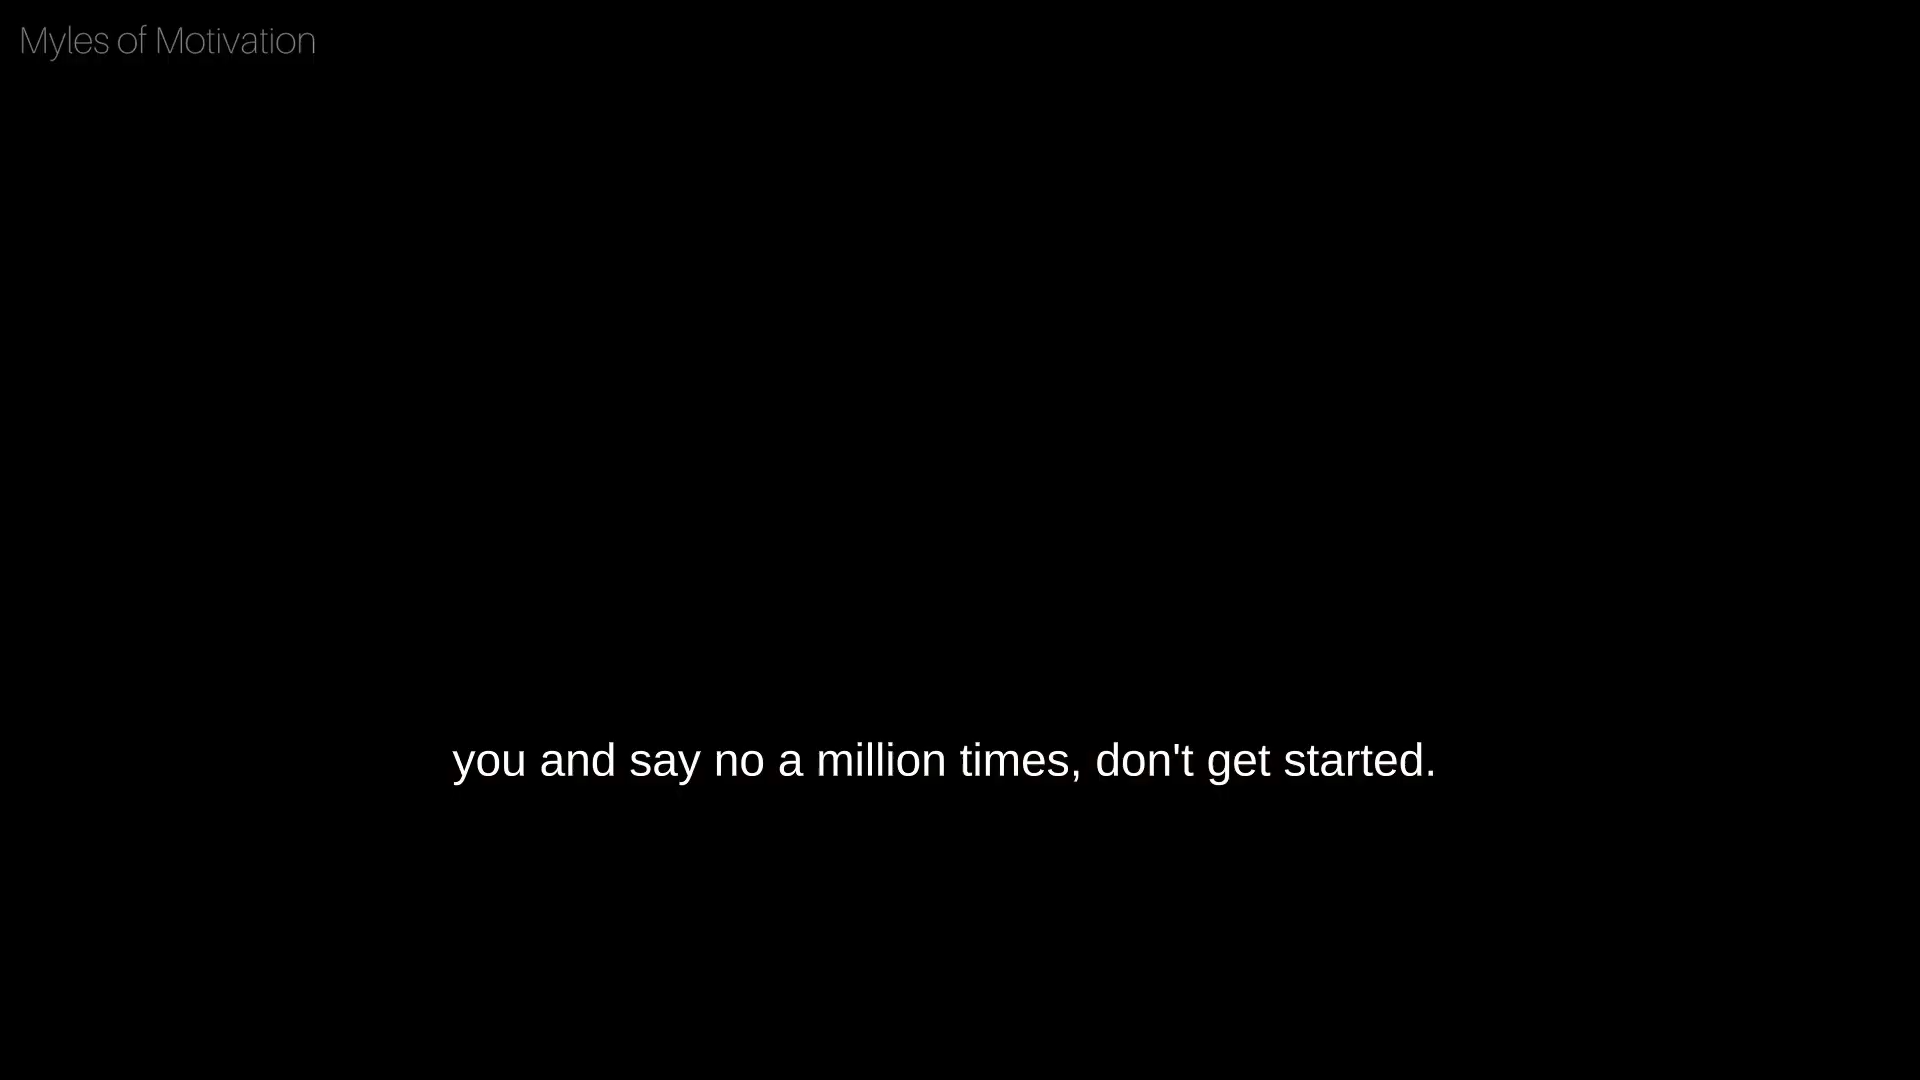 Myles of Motivation
you and say no a million times, don't get started.